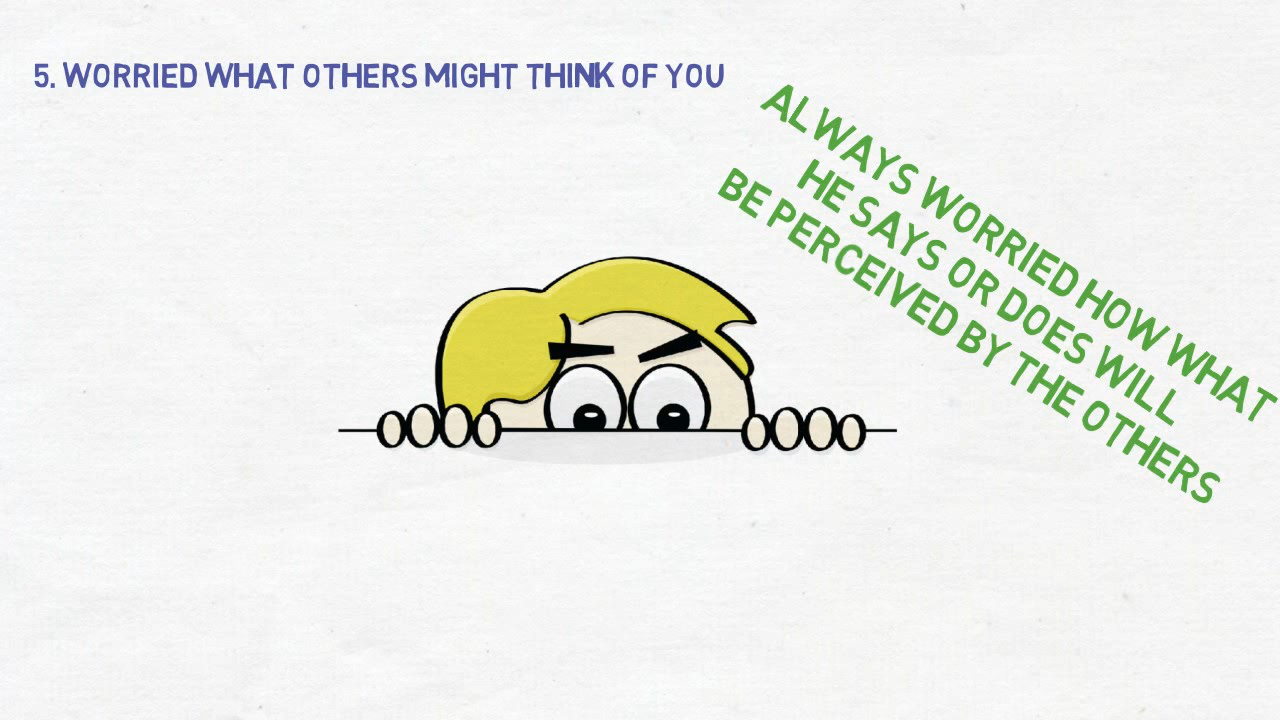 5. WORRIED WHAT OTHERS MIGHT THINK OF YOU
ALWAYS WORRIED HOW WHAT
HE SAYS OR DOES WILL
BE PERCEIVED BY THE OTHERS